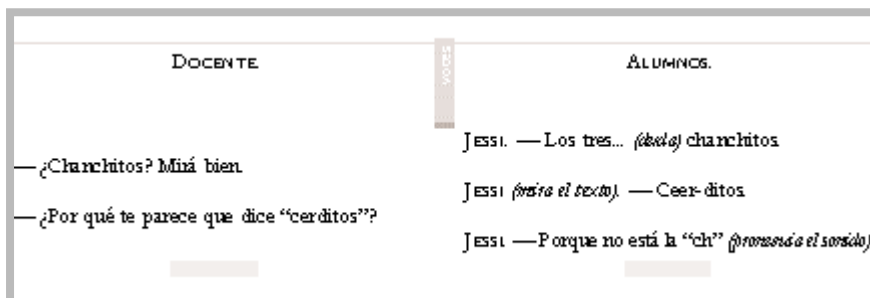 DOCENTE.
VOCES
ALUMNOS.
JESSI. — Los tres... (duda) chanchitos.
— ¿Chanchitos? Mirá bien.
JESSI (mira el texto). — Ceer-ditos.
— ¿Por qué te parece que dice “cerditos”?
JESSI. — Porque no está la “ch” (pronuncia el sonido)